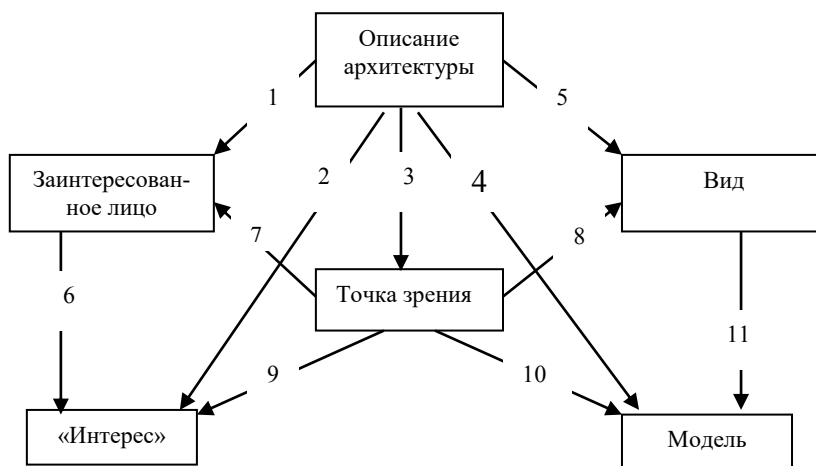 Описание
архитектуры
1
5
Заинтересован-
ное лицо
2
3
4
Вид
7
8
6
Точка зрения
11
9
10
«Интерес»
Модель